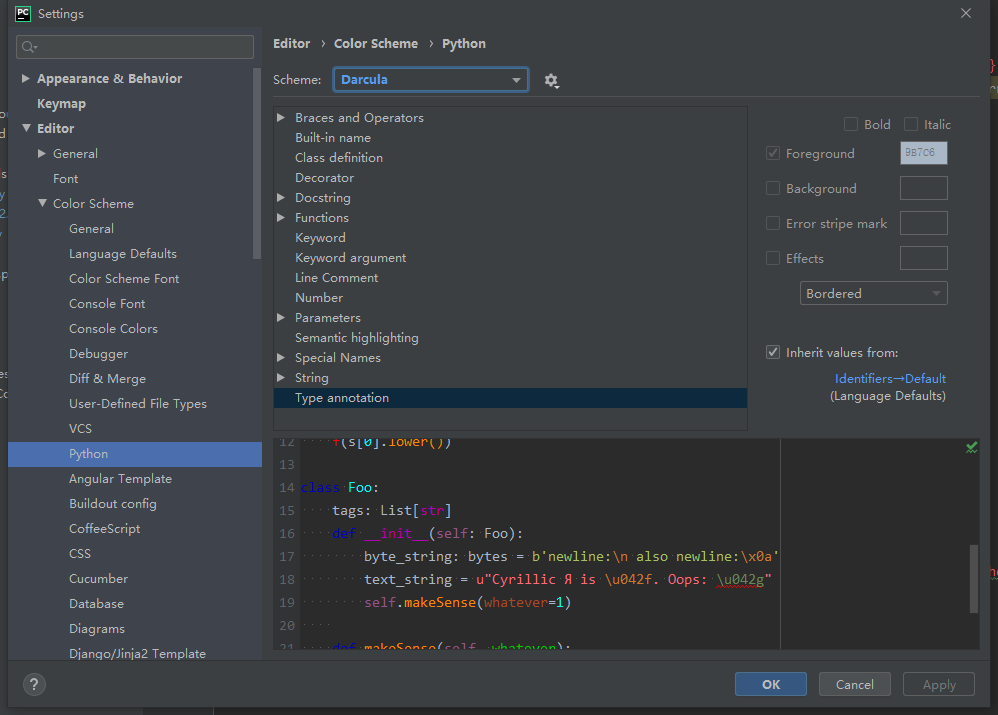 PC Settings
Editor › Color Scheme › Python
Scheme: Darcula
Appearance & Behavior
Keymap
Editor
General
Font
Color Scheme
General
Language Defaults
Color Scheme Font
Console Font
Console Colors
Debugger
Diff & Merge
User-Defined File Types
VCS
Python
Angular Template
Buildout config
CoffeeScript
CSS
Cucumber
Database
Diagrams
Django/Jinja2 Template
Braces and Operators
Built-in name
Class definition
Decorator
Docstring
Functions
Keyword
Keyword argument
Line Comment
Number
Parameters
Semantic highlighting
Special Names
String
Type annotation
Bold Italic
Foreground
Background
Error stripe mark
Effects
Bordered
Inherit values from:
Identifiers→Default
(Language Defaults)
12 f(s[0].lower())
13
14 class Foo:
15 tags: List[str]
16 def __init__(self: Foo):
17 byte_string: bytes = b'newline:\n also newline:\x0a'
18 text_string = u"Cyrillic Я is \u042f. Oops: \u042g"
19 self.makeSense(whatever=1)
20
21 def makeSense(self, whatever):
?
OK Cancel Apply